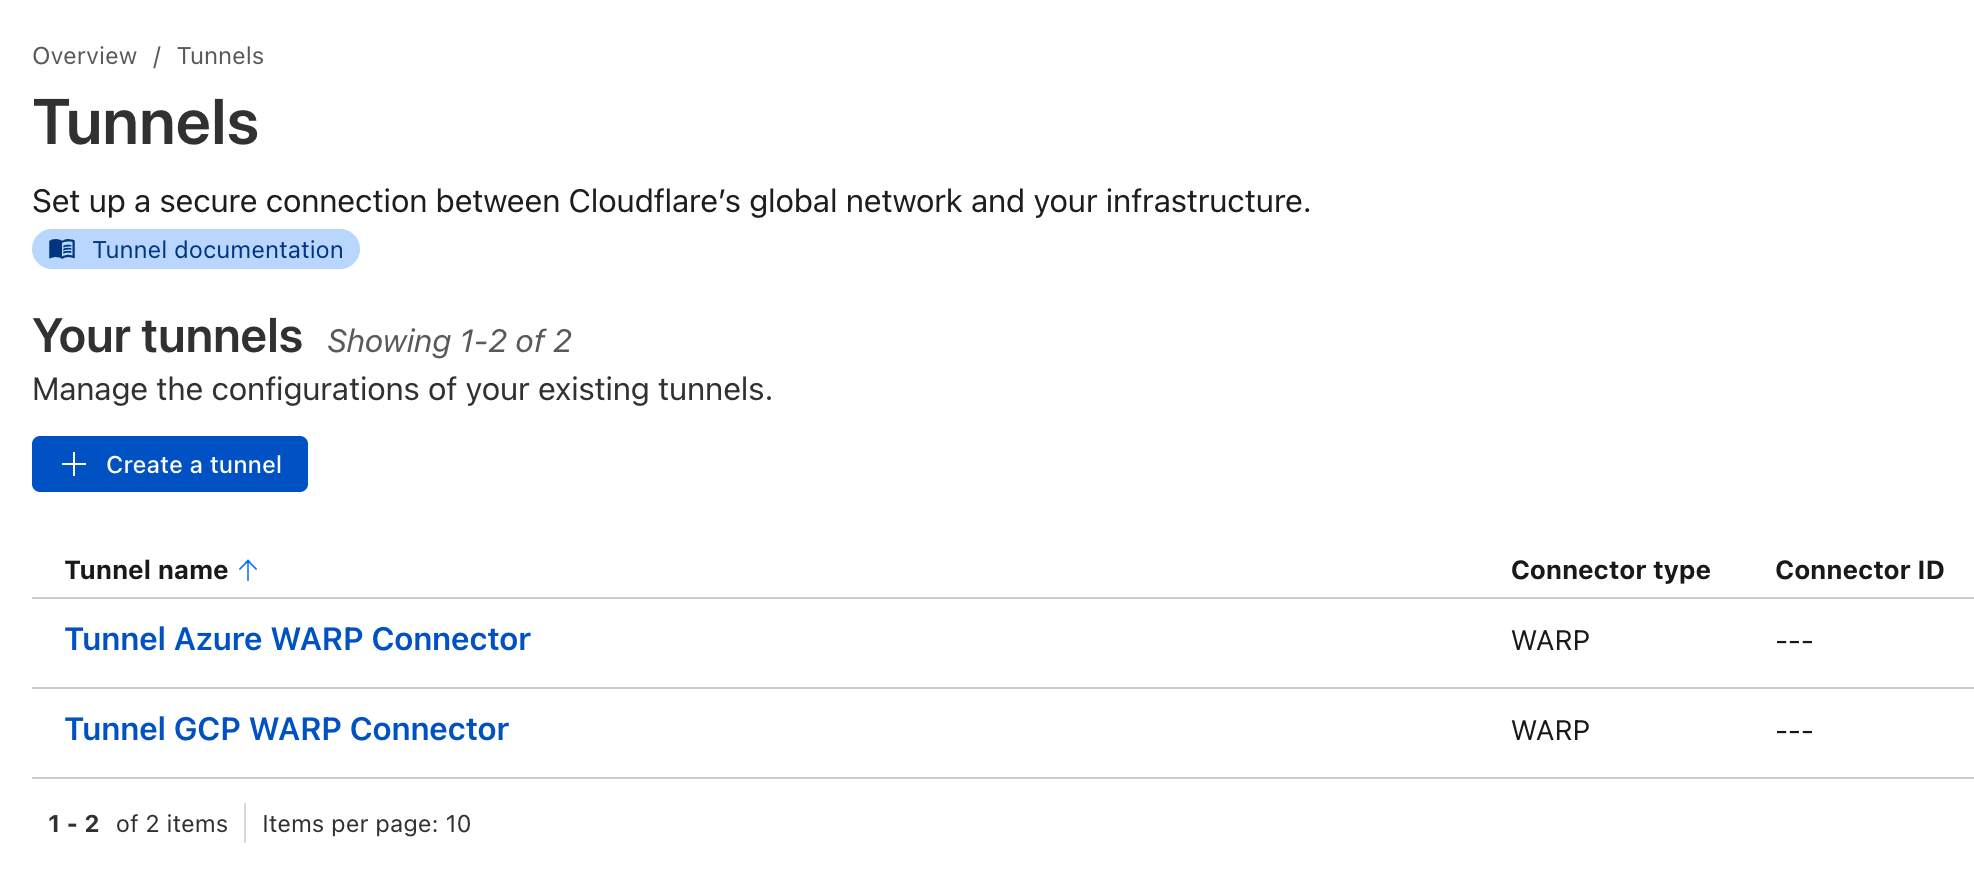 Overview / Tunnels
Tunnels
Set up a secure connection between Cloudflare’s global network and your infrastructure.
Tunnel documentation
Your tunnels Showing 1-2 of 2
Manage the configurations of your existing tunnels.
Create a tunnel
Tunnel name Connector type Connector ID
Tunnel Azure WARP Connector WARP ---
Tunnel GCP WARP Connector WARP ---
1 - 2 of 2 items Items per page: 10